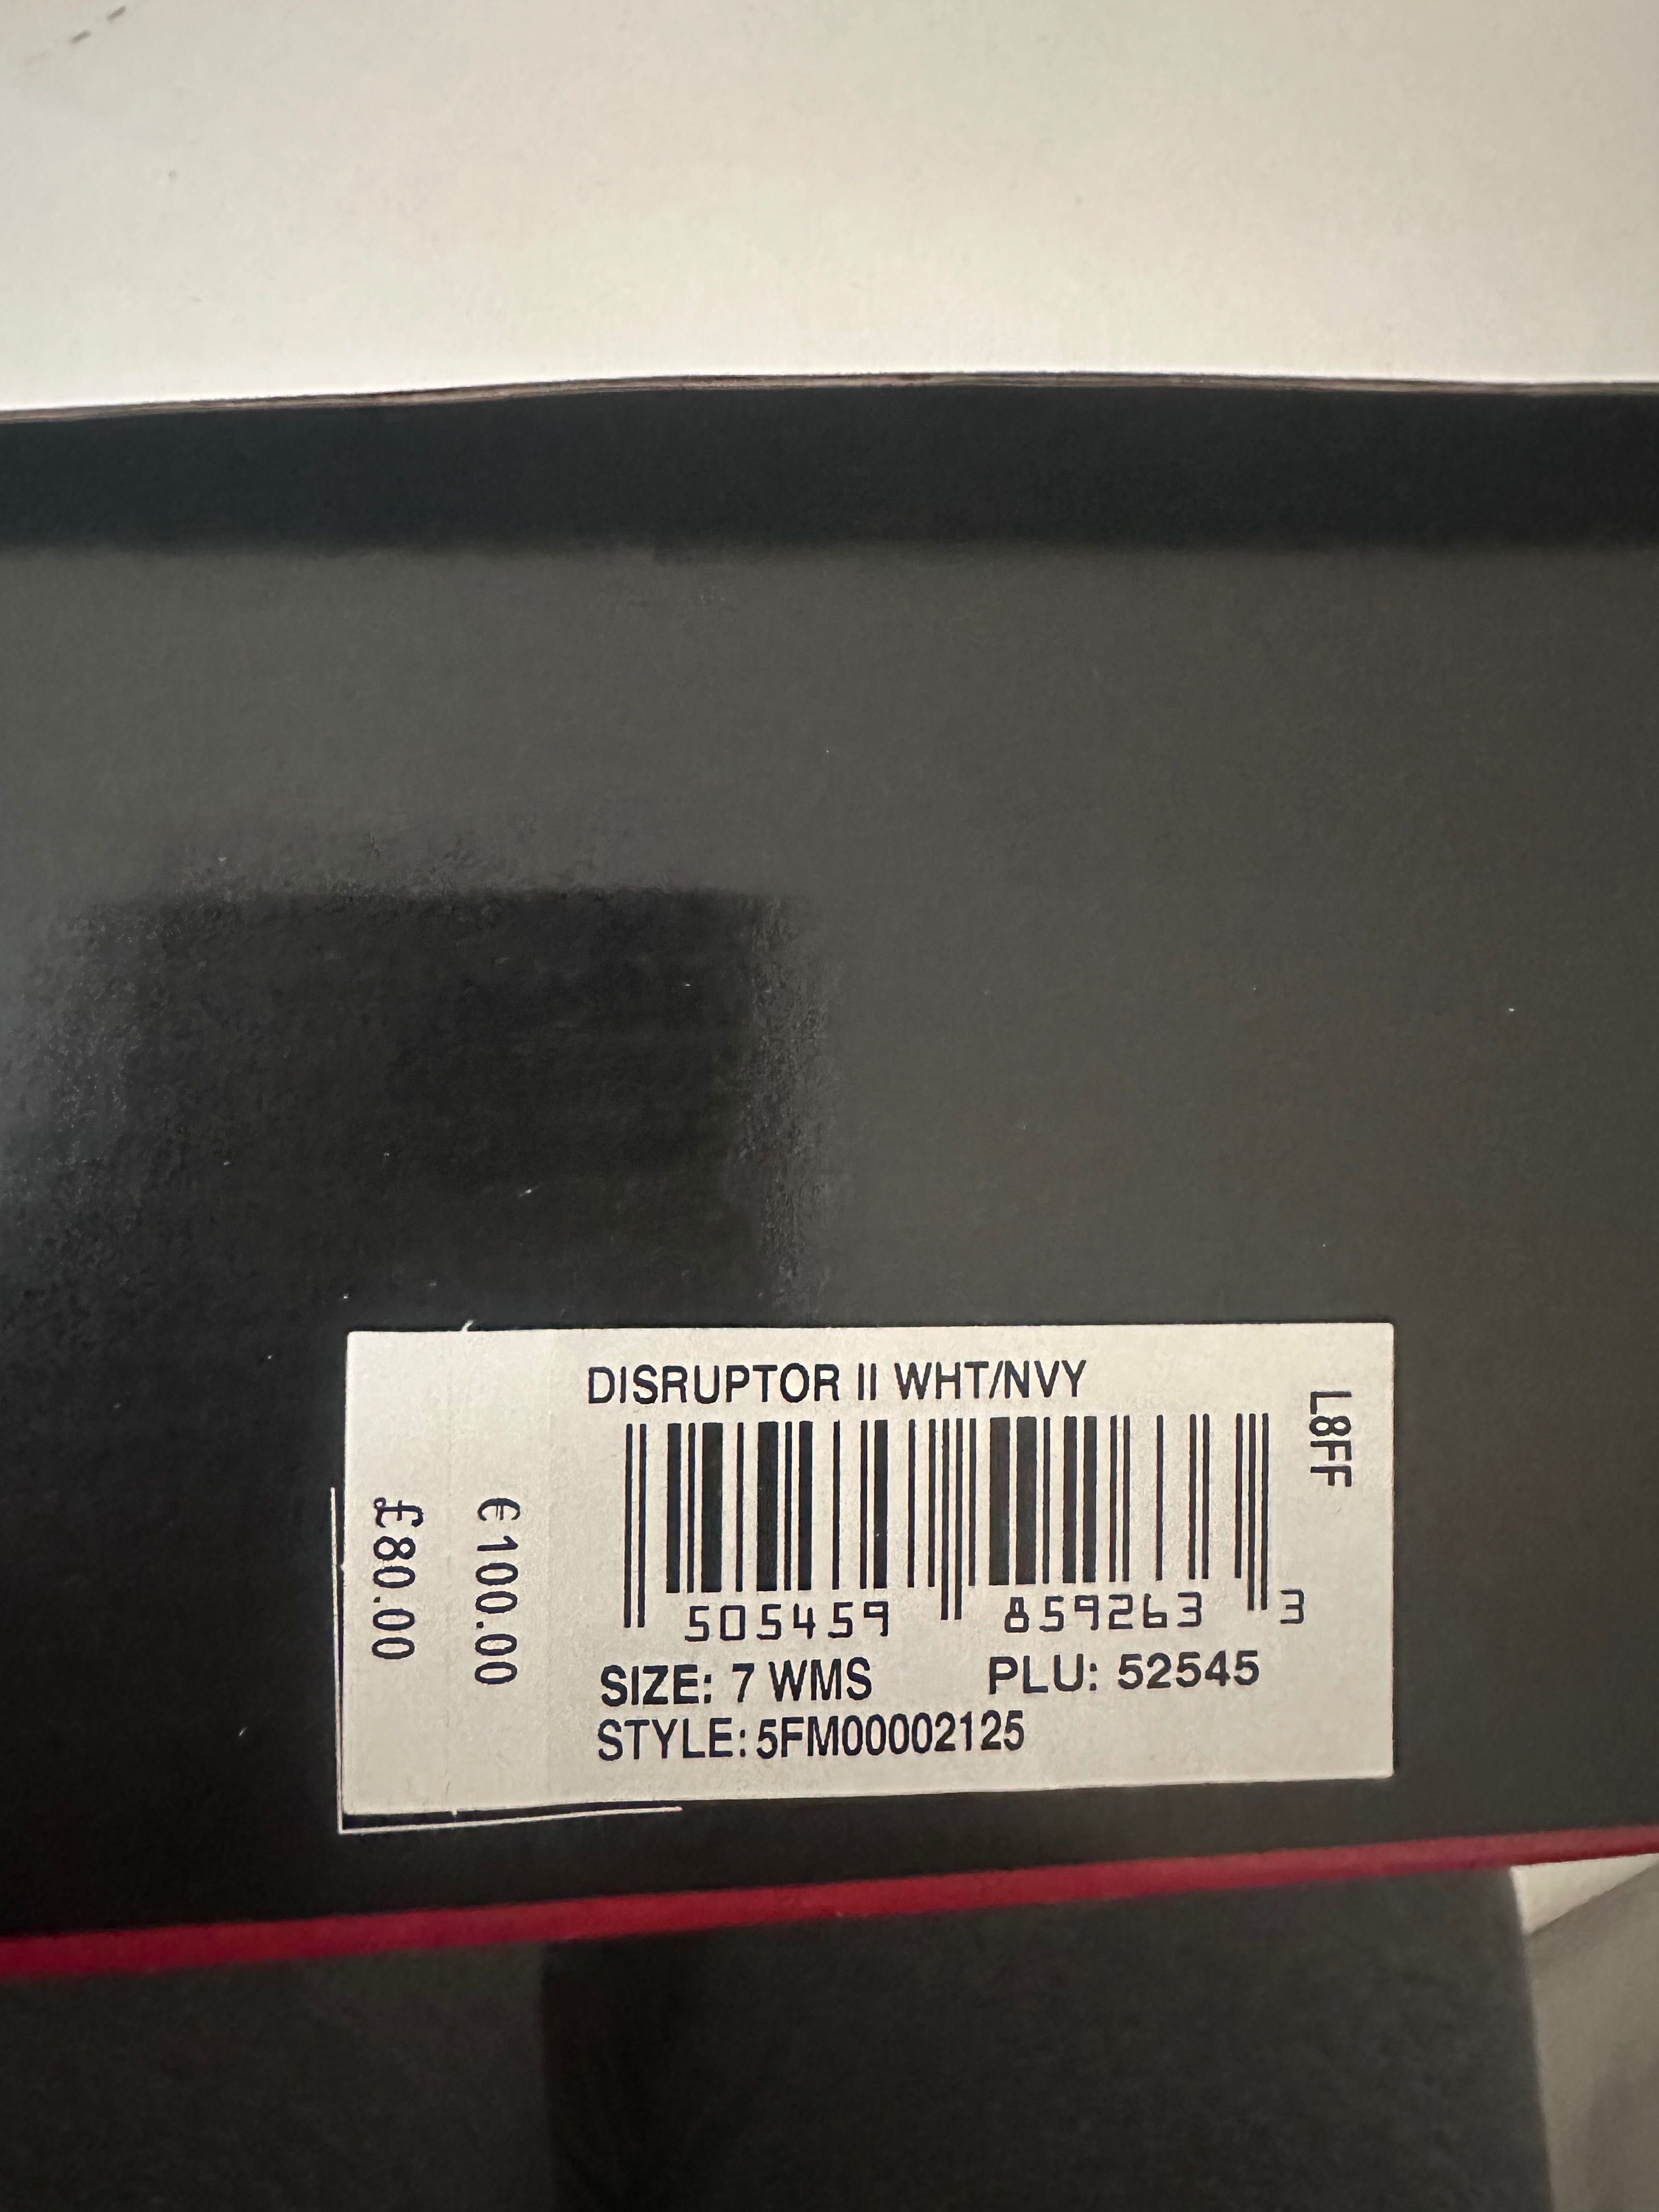 DISRUPTOR II WHT/NVY
L8FF
505459 859263 3
SIZE: 7 WMS PLU: 52545
STYLE: 5FM00002125
€100.00
£80.00